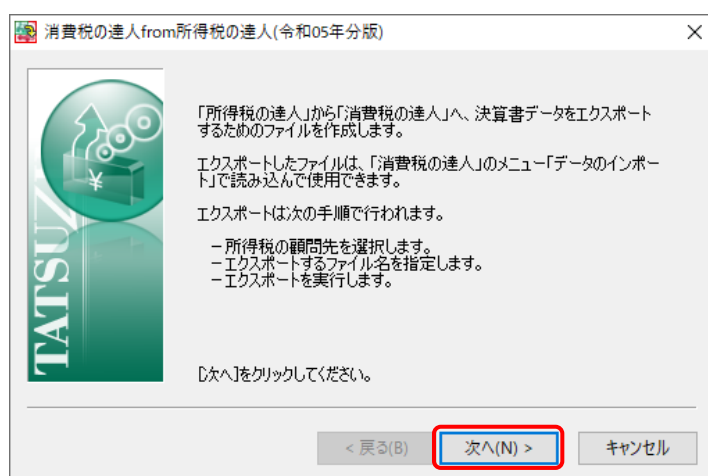 消費税の達人from所得税の達人(令和05年分版)
「所得税の達人」から「消費税の達人」へ、決算書データをエクスポート
するためのファイルを作成します。
エクスポートしたファイルは、「消費税の達人」のメニュー「データのインポー
ト」で読み込んで使用できます。
エクスポートは次の手順で行われます。
－所得税の顧問先を選択します。
－エクスポートするファイル名を指定します。
－エクスポートを実行します。
[次へ]をクリックしてください。
TATSUZ
¥
< 戻る(B)
次へ(N) >
キャンセル